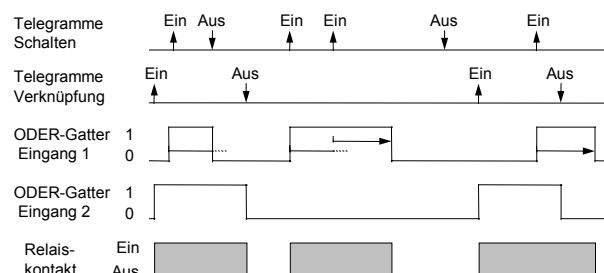 Telegramme Schalten Ein Aus Ein Ein Aus Ein
Telegramme Verknüpfung Ein Aus Ein Aus
ODER-Gatter Eingang 1 1 0
ODER-Gatter Eingang 2 1 0
Relais-kontakt Ein Aus